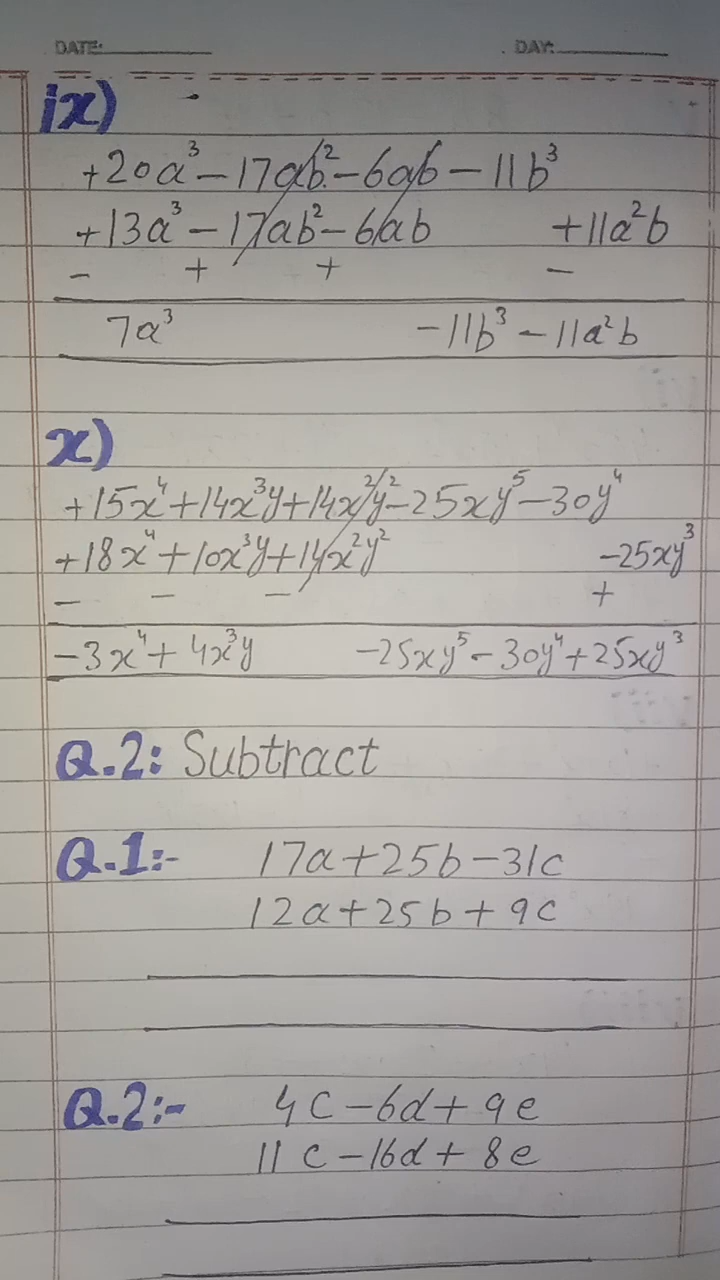 DATE: DAY:
ix)
+20a³ - 17ab² - 6ab - 11b³
+13a³ - 17ab² - 6ab +11a²b
- + + -
7a³ -11b³ - 11a²b
x)
+15x⁴ + 14x³y + 14x²y² - 25xy⁵ - 30y⁴
+18x⁴ + 10x³y + 14x²y² -25xy³
- - - +
-3x⁴ + 4x³y -25xy⁵ - 30y⁴ + 25xy³
Q.2: Subtract
Q.1:- 17a + 25b - 31c
12a + 25b + 9c
Q.2:- 4c - 6d + 9e
11c - 16d + 8e